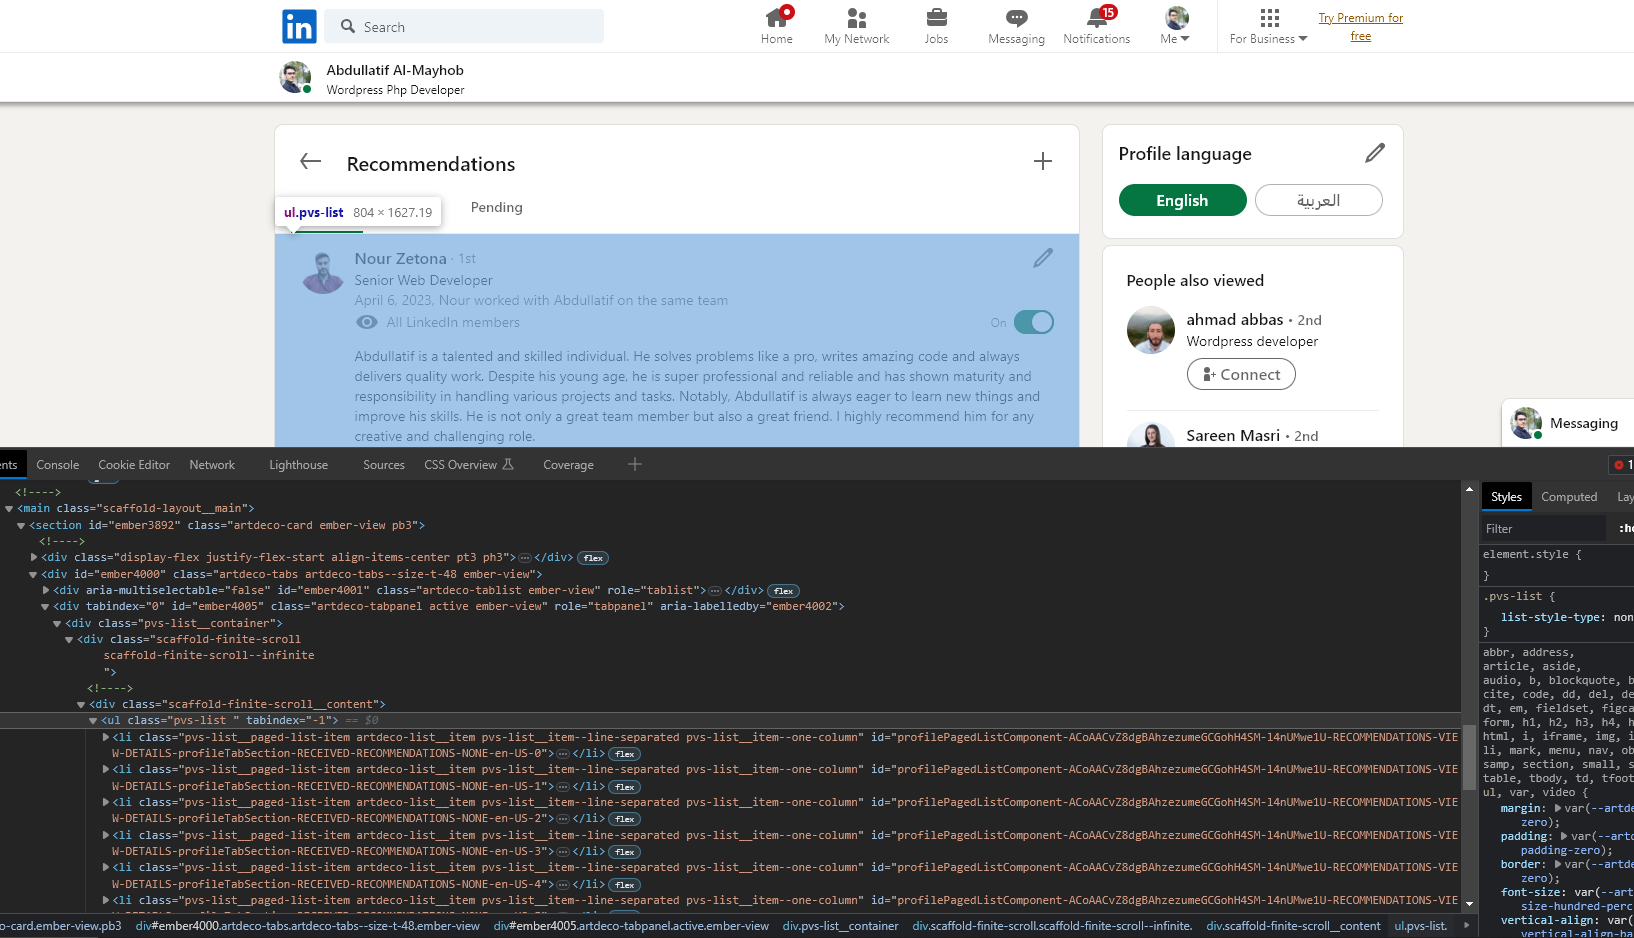 in
Search
Home
My Network
Jobs
Messaging
15
Notifications
Me
For Business
Try Premium for
free
Abdullatif Al-Mayhob
Wordpress Php Developer
Recommendations
ul.pvs-list 804 × 1627.19
Pending
Nour Zetona · 1st
Senior Web Developer
April 6, 2023, Nour worked with Abdullatif on the same team
All LinkedIn members
On
Abdullatif is a talented and skilled individual. He solves problems like a pro, writes amazing code and always
delivers quality work. Despite his young age, he is super professional and reliable and has shown maturity and
responsibility in handling various projects and tasks. Notably, Abdullatif is always eager to learn new things and
improve his skills. He is not only a great team member but also a great friend. I highly recommend him for any
creative and challenging role.
Profile language
English
العربية
People also viewed
ahmad abbas • 2nd
Wordpress developer
Connect
Sareen Masri • 2nd
Messaging
Console Cookie Editor Network Lighthouse Sources CSS Overview Coverage
1
<!---->
<main class="scaffold-layout__main">
<section id="ember3892" class="artdeco-card ember-view pb3">
<!---->
<div class="display-flex justify-flex-start align-items-center pt3 ph3">…</div> flex
<div id="ember4000" class="artdeco-tabs artdeco-tabs--size-t-48 ember-view">
<div aria-multiselectable="false" id="ember4001" class="artdeco-tablist ember-view" role="tablist">…</div> flex
<div tabindex="0" id="ember4005" class="artdeco-tabpanel active ember-view" role="tabpanel" aria-labelledby="ember4002">
<div class="pvs-list__container">
<div class="scaffold-finite-scroll
scaffold-finite-scroll--infinite
">
<!---->
<div class="scaffold-finite-scroll__content">
<ul class="pvs-list " tabindex="-1"> == $0
<li class="pvs-list__paged-list-item artdeco-list__item pvs-list__item--line-separated pvs-list__item--one-column" id="profilePagedListComponent-ACoAACvZ8dgBAhzezumeGCGohH4SM-l4nUMwe1U-RECOMMENDATIONS-VIE
W-DETAILS-profileTabSection-RECEIVED-RECOMMENDATIONS-NONE-en-US-0">…</li> flex
<li class="pvs-list__paged-list-item artdeco-list__item pvs-list__item--line-separated pvs-list__item--one-column" id="profilePagedListComponent-ACoAACvZ8dgBAhzezumeGCGohH4SM-l4nUMwe1U-RECOMMENDATIONS-VIE
W-DETAILS-profileTabSection-RECEIVED-RECOMMENDATIONS-NONE-en-US-1">…</li> flex
<li class="pvs-list__paged-list-item artdeco-list__item pvs-list__item--line-separated pvs-list__item--one-column" id="profilePagedListComponent-ACoAACvZ8dgBAhzezumeGCGohH4SM-l4nUMwe1U-RECOMMENDATIONS-VIE
W-DETAILS-profileTabSection-RECEIVED-RECOMMENDATIONS-NONE-en-US-2">…</li> flex
<li class="pvs-list__paged-list-item artdeco-list__item pvs-list__item--line-separated pvs-list__item--one-column" id="profilePagedListComponent-ACoAACvZ8dgBAhzezumeGCGohH4SM-l4nUMwe1U-RECOMMENDATIONS-VIE
W-DETAILS-profileTabSection-RECEIVED-RECOMMENDATIONS-NONE-en-US-3">…</li> flex
<li class="pvs-list__paged-list-item artdeco-list__item pvs-list__item--line-separated pvs-list__item--one-column" id="profilePagedListComponent-ACoAACvZ8dgBAhzezumeGCGohH4SM-l4nUMwe1U-RECOMMENDATIONS-VIE
W-DETAILS-profileTabSection-RECEIVED-RECOMMENDATIONS-NONE-en-US-4">…</li> flex
<li class="pvs-list__paged-list-item artdeco-list__item pvs-list__item--line-separated pvs-list__item--one-column" id="profilePagedListComponent-ACoAACvZ8dgBAhzezumeGCGohH4SM-l4nUMwe1U-RECOMMENDATIONS-VIE
o-card.ember-view.pb3 div#ember4000.artdeco-tabs.artdeco-tabs--size-t-48.ember-view div#ember4005.artdeco-tabpanel.active.ember-view div.pvs-list__container div.scaffold-finite-scroll.scaffold-finite-scroll--infinite. div.scaffold-finite-scroll__content ul.pvs-list.
Styles Computed Lay
Filter :ho
element.style {
}
.pvs-list {
list-style-type: non
}
abbr, address,
article, aside,
audio, b, blockquote, b
cite, code, dd, del, de
dt, em, fieldset, figca
form, h1, h2, h3, h4, h
html, i, iframe, img, i
li, mark, menu, nav, ob
samp, section, small, s
table, tbody, td, tfoot
ul, var, video {
margin: var(--artde
zero);
padding: var(--artd
padding-zero);
border: var(--artde
zero);
font-size: var(--art
size-hundred-perc
vertical-align: var(
vertical-align-ba